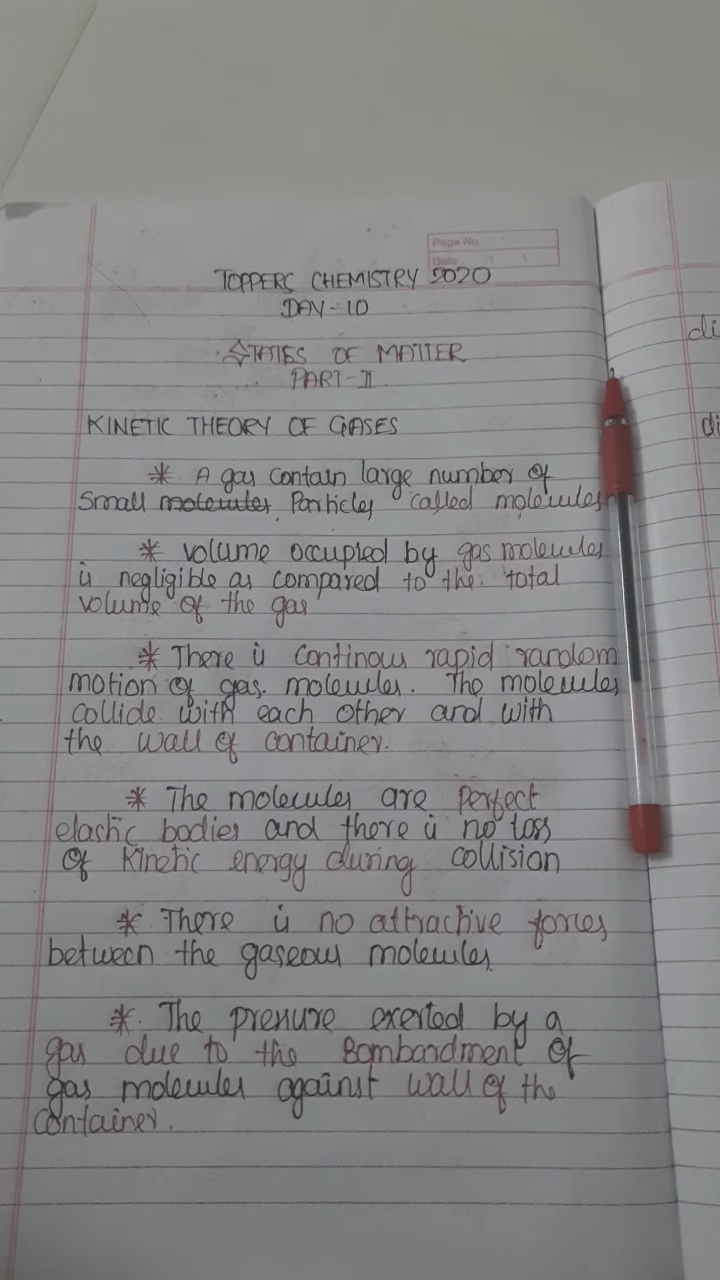 Page No.
Date
TOPPERS CHEMISTRY 2020
DAY-10
STATES OF MATTER
PART-II
KINETIC THEORY OF GASES
* A gas contain large number of
Small molecules Particles called molecules
* volume occupied by gas molecules
is negligible as compared to the total
volume of the gas
* There is continous rapid random
motion of gas molecules. The molecules
collide with each other and with
the wall of container.
* The molecules are perfect
elastic bodies and there is no loss
of kinetic energy during collision
* There is no attractive forces
between the gaseous molecules.
*. The pressure exerted by a
gas due to the Bombardment of
gas molecules against wall of the
container.
di
di